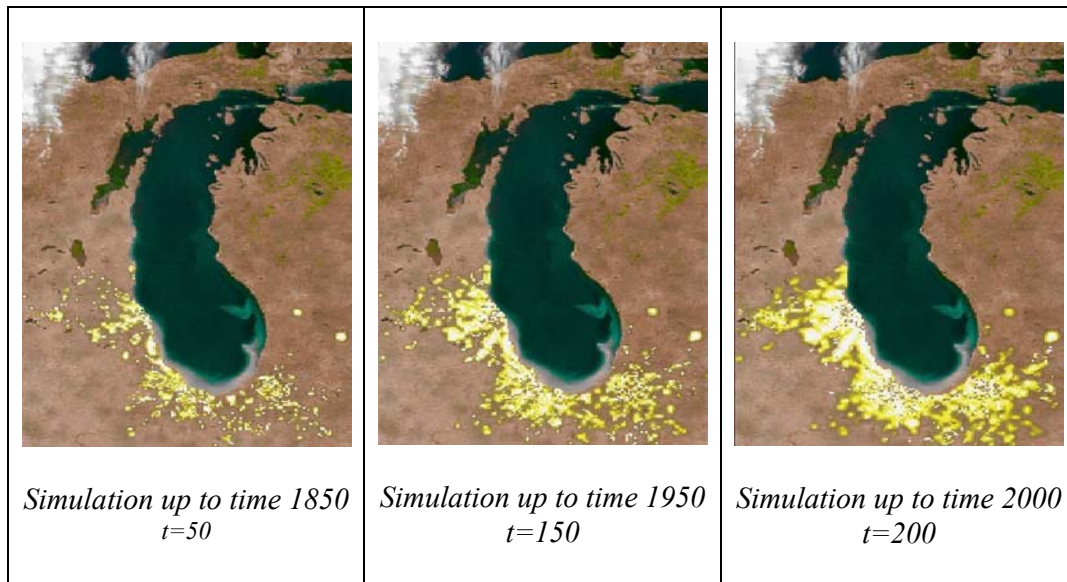 Simulation up to time 1850
t=50
Simulation up to time 1950
t=150
Simulation up to time 2000
t=200